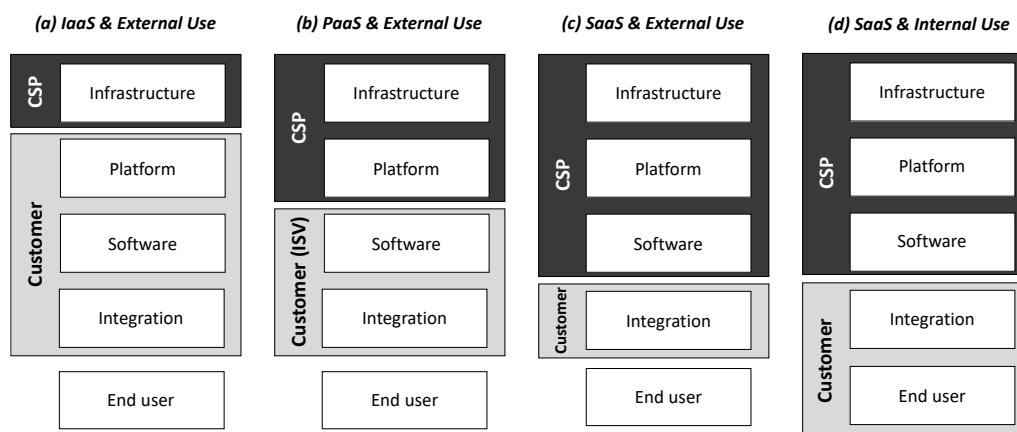 (a) IaaS & External Use
CSP
Infrastructure
Customer
Platform
Software
Integration
End user
(b) PaaS & External Use
CSP
Infrastructure
Platform
Customer (ISV)
Software
Integration
End user
(c) SaaS & External Use
CSP
Infrastructure
Platform
Software
Customer
Integration
End user
(d) SaaS & Internal Use
CSP
Infrastructure
Platform
Software
Customer
Integration
End user